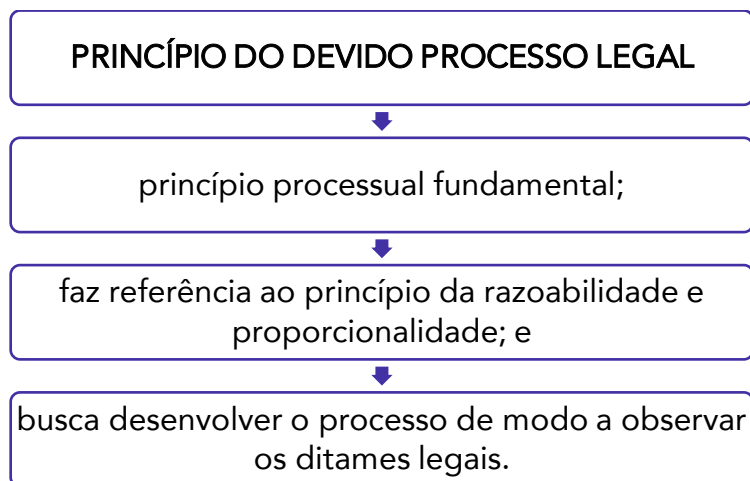 PRINCÍPIO DO DEVIDO PROCESSO LEGAL
princípio processual fundamental;
faz referência ao princípio da razoabilidade e
proporcionalidade; e
busca desenvolver o processo de modo a observar
os ditames legais.